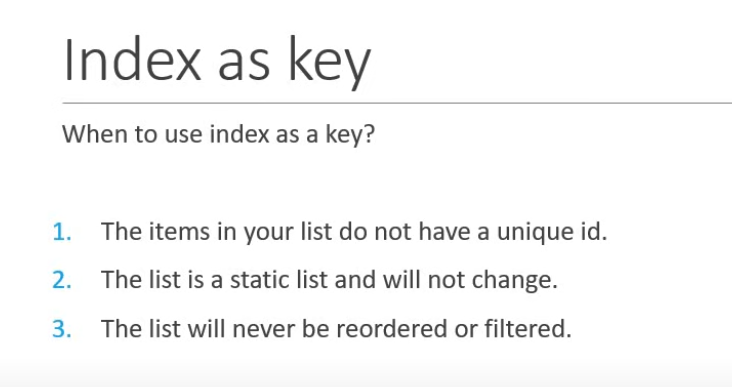 Index as key
When to use index as a key?
1. The items in your list do not have a unique id.
2. The list is a static list and will not change.
3. The list will never be reordered or filtered.